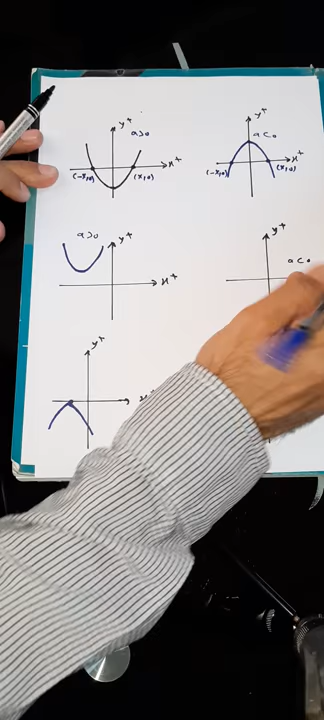 y+
a>0
x+
(-x,0)
(x,0)
y+
a<0
x+
(-x,0)
(x,0)
a>0
y+
x+
y+
a<0
y+